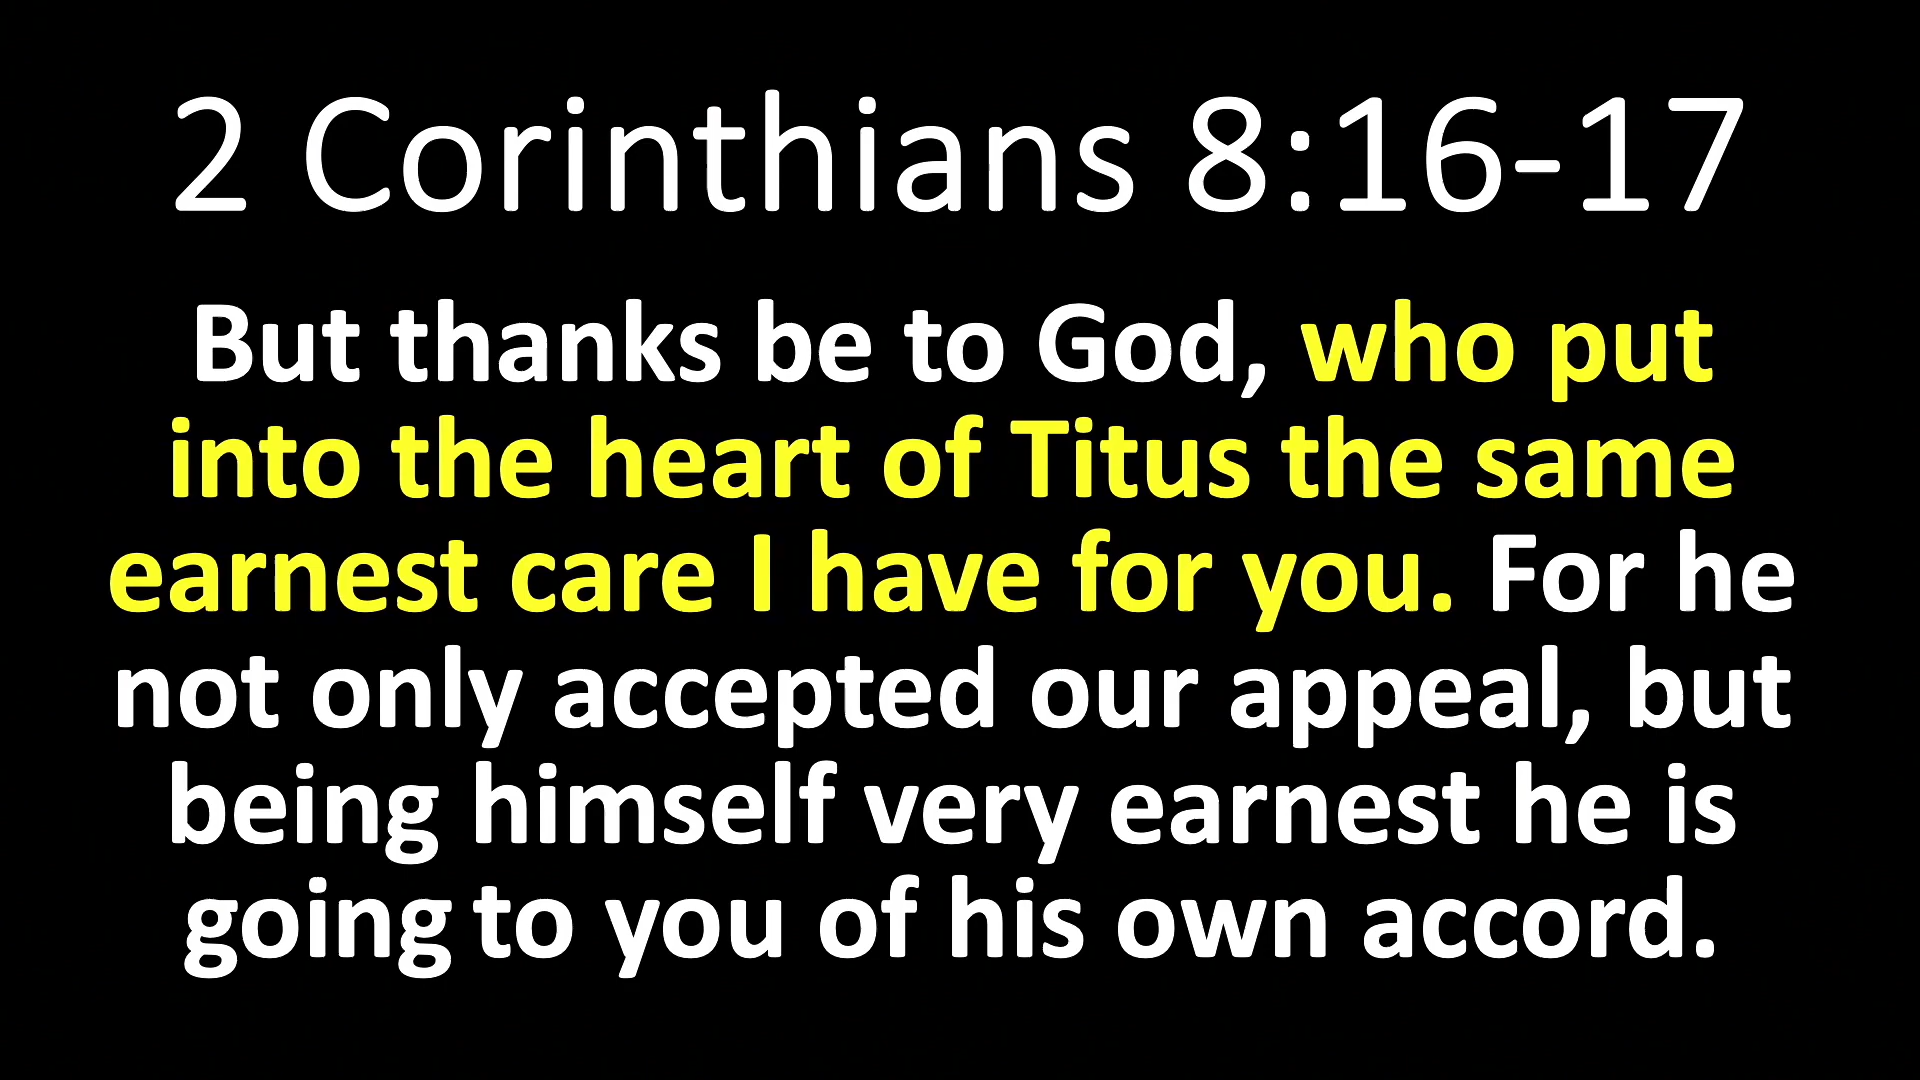 2 Corinthians 8:16-17
But thanks be to God, who put
into the heart of Titus the same
earnest care I have for you. For he
not only accepted our appeal, but
being himself very earnest he is
going to you of his own accord.